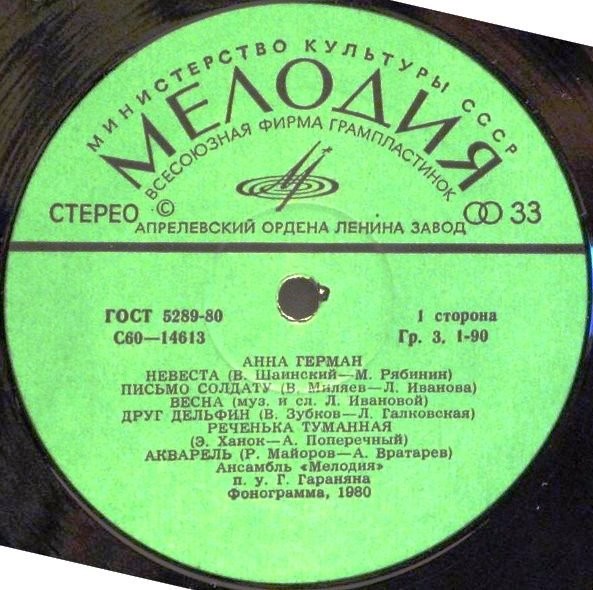 МИНИСТЕРСТВО КУЛЬТУРЫ СССР
МЕЛОДИЯ
ВСЕСОЮЗНАЯ ФИРМА ГРАМПЛАСТИНОК
СТЕРЕО © 33
АПРЕЛЕВСКИЙ ОРДЕНА ЛЕНИНА ЗАВОД
ГОСТ 5289-80 1 сторона
С60—14613 Гр. 3. 1-90
АННА ГЕРМАН
НЕВЕСТА (В. Шаинский—М. Рябинин)
ПИСЬМО СОЛДАТУ (В. Миляев—Л. Иванова)
ВЕСНА (муз. и сл. Л. Ивановой)
ДРУГ ДЕЛЬФИН (В. Зубков—Л. Галковская)
РЕЧЕНЬКА ТУМАННАЯ
(Э. Ханок—А. Поперечный)
АКВАРЕЛЬ (Р. Майоров—А. Вратарев)
Ансамбль «Мелодия»
п. у. Г. Гараняна
Фонограмма, 1980